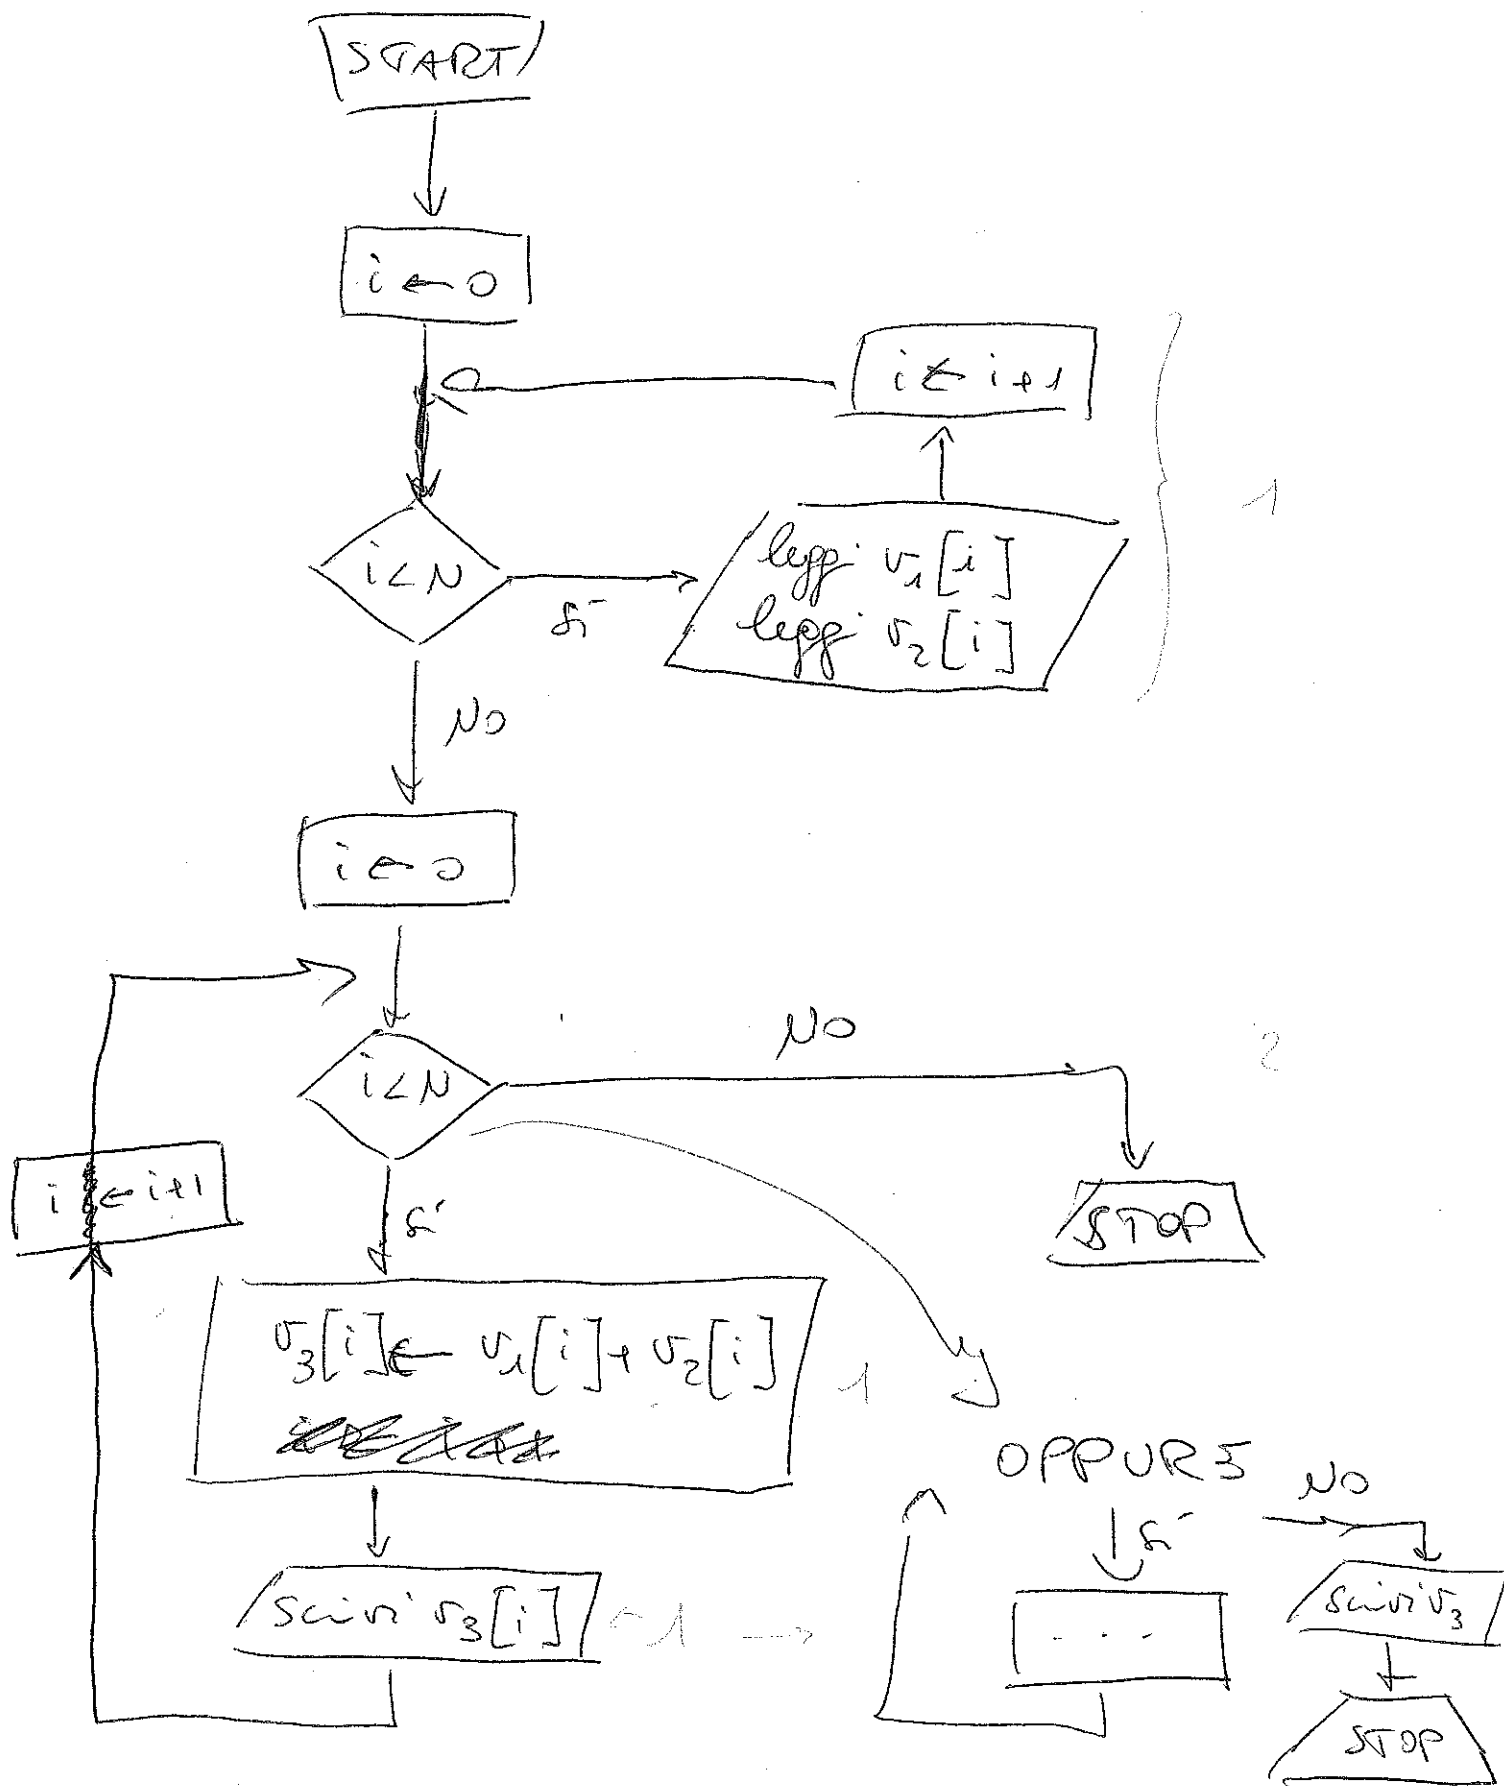 START
i ← 0
i ← i+1
1
i < N
sì
leggi v1[i]
leggi v2[i]
NO
i ← 0
i < N
NO
2
i ← i+1
sì
STOP
v3[i] ← v1[i] + v2[i]
1
OPPURE
NO
sì
scrivi v3[i]
1
. . .
scrivi v3
STOP